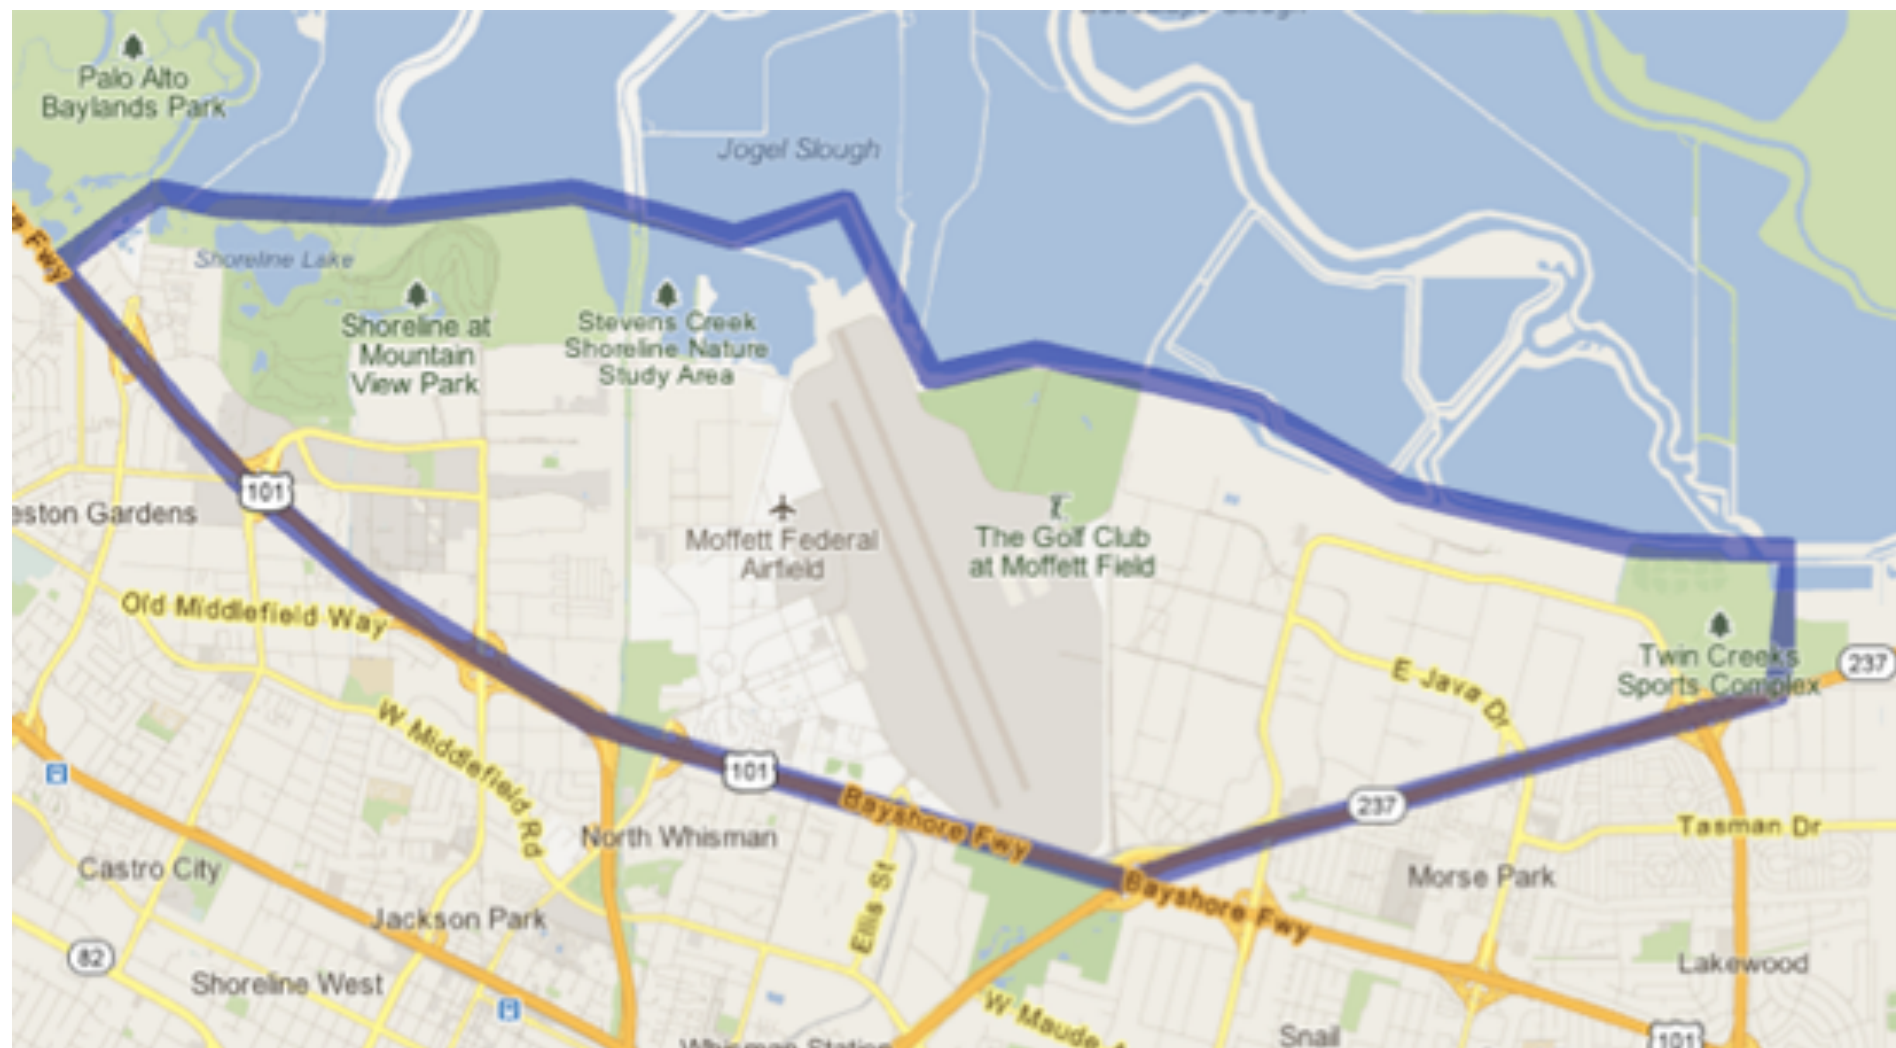 Palo Alto
Baylands Park
Jogel Slough
Fwy
Shoreline Lake
Shoreline at
Mountain
View Park
Stevens Creek
Shoreline Nature
Study Area
101
eston Gardens
Moffett Federal
Airfield
The Golf Club
at Moffett Field
Old Middlefield Way
E Java Dr
Twin Creeks
Sports Complex
237
W Middlefield Rd
101
Bayshore Fwy
237
North Whisman
Tasman Dr
Castro City
Morse Park
Bayshore Fwy
Jackson Park
Ellis St
82
Shoreline West
Lakewood
W Maude
Snail
101
Whisman Station